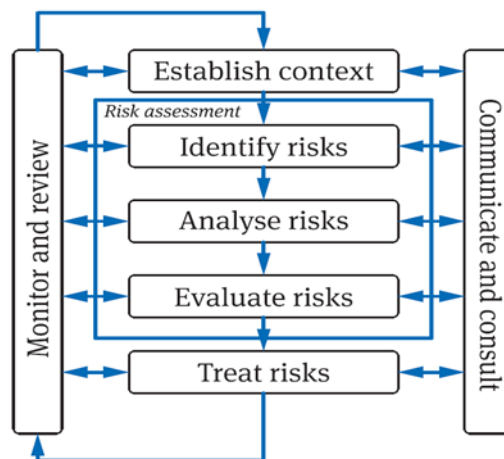 Establish context
Risk assessment
Identify risks
Analyse risks
Evaluate risks
Treat risks
Monitor and review
Communicate and consult